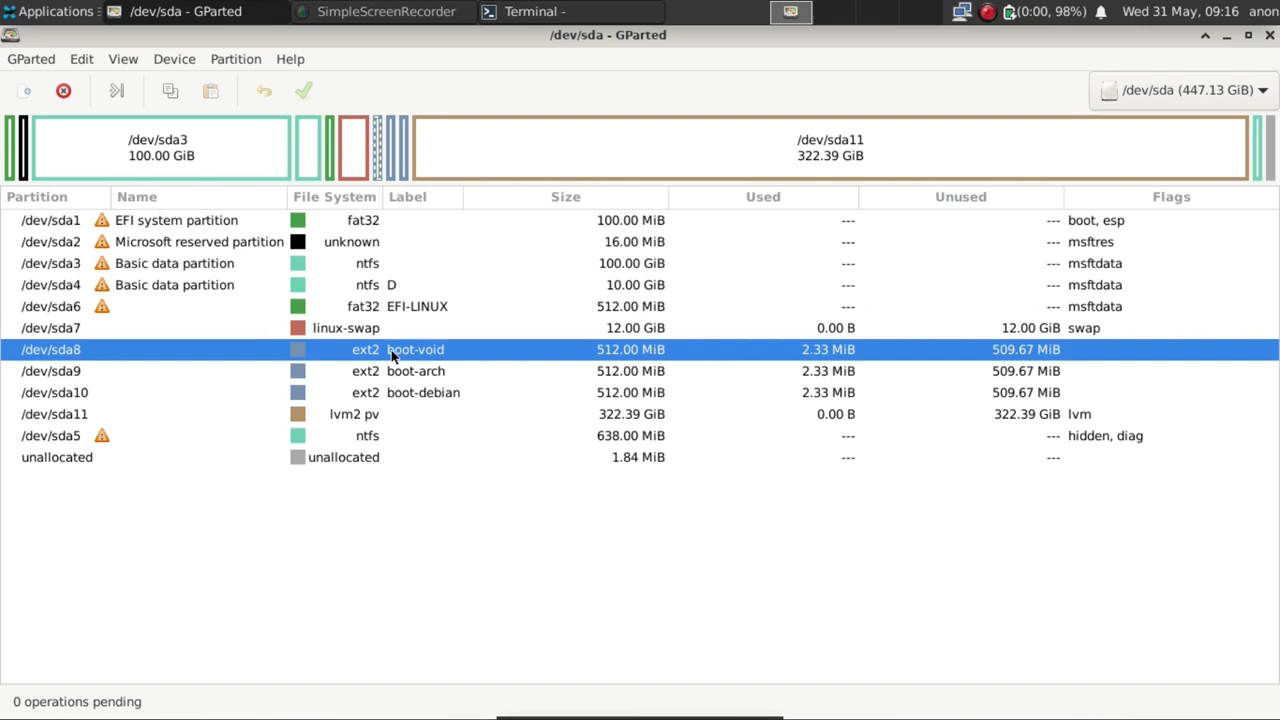 Applications /dev/sda - GParted SimpleScreenRecorder Terminal - (0:00, 98%) Wed 31 May, 09:16 anon
/dev/sda - GParted
GParted Edit View Device Partition Help
/dev/sda (447.13 GiB)
/dev/sda3
100.00 GiB
/dev/sda11
322.39 GiB
Partition Name File System Label Size Used Unused Flags
/dev/sda1 EFI system partition fat32 100.00 MiB --- --- boot, esp
/dev/sda2 Microsoft reserved partition unknown 16.00 MiB --- --- msftres
/dev/sda3 Basic data partition ntfs 100.00 GiB --- --- msftdata
/dev/sda4 Basic data partition ntfs D 10.00 GiB --- --- msftdata
/dev/sda6 fat32 EFI-LINUX 512.00 MiB --- --- msftdata
/dev/sda7 linux-swap 12.00 GiB 0.00 B 12.00 GiB swap
/dev/sda8 ext2 boot-void 512.00 MiB 2.33 MiB 509.67 MiB
/dev/sda9 ext2 boot-arch 512.00 MiB 2.33 MiB 509.67 MiB
/dev/sda10 ext2 boot-debian 512.00 MiB 2.33 MiB 509.67 MiB
/dev/sda11 lvm2 pv 322.39 GiB 0.00 B 322.39 GiB lvm
/dev/sda5 ntfs 638.00 MiB --- --- hidden, diag
unallocated unallocated 1.84 MiB --- ---
0 operations pending